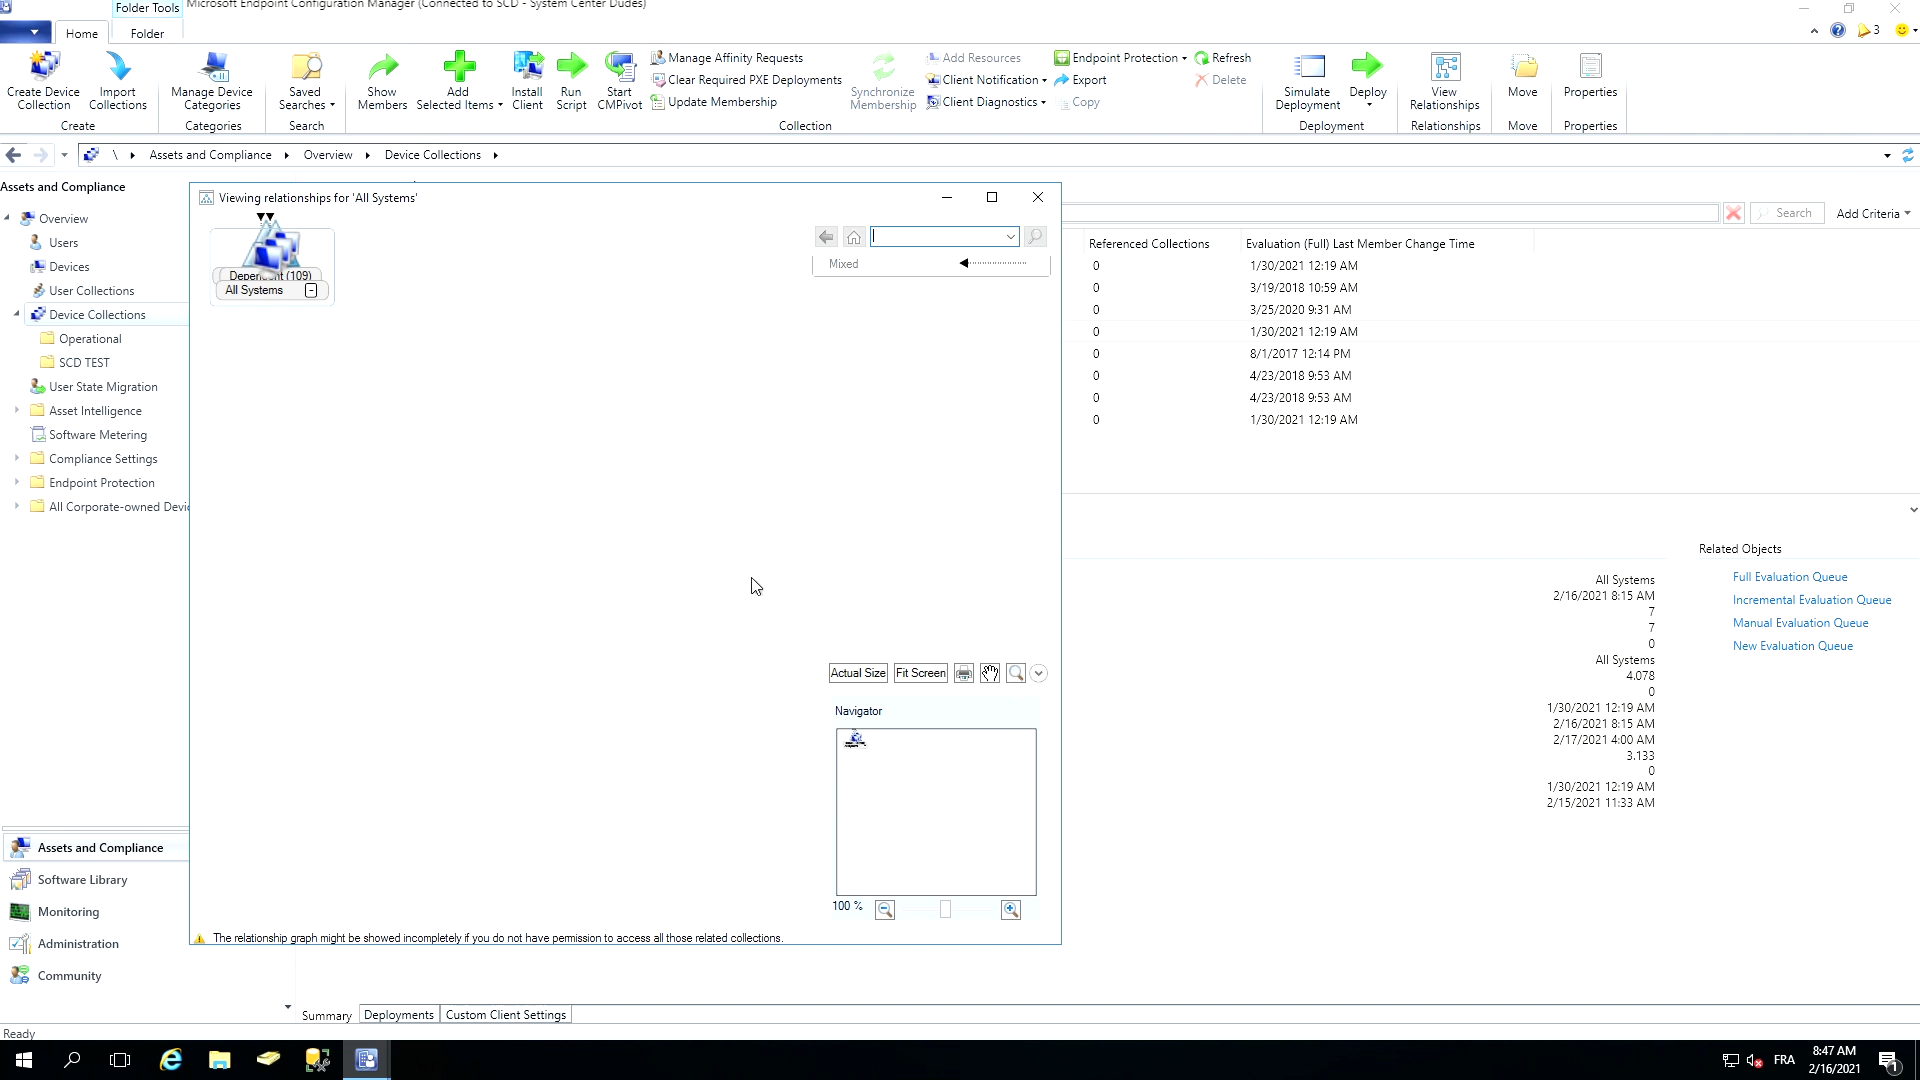 Folder Tools
Microsoft Endpoint Configuration Manager (Connected to SCD - System Center Dudes)
Home
Folder
3
Create Device Collection
Import Collections
Create
Manage Device Categories
Categories
Saved Searches
Search
Show Members
Add Selected Items
Install Client
Run Script
Start CMPivot
Manage Affinity Requests
Clear Required PXE Deployments
Update Membership
Synchronize Membership
Add Resources
Client Notification
Client Diagnostics
Endpoint Protection
Export
Copy
Refresh
Delete
Collection
Simulate Deployment
Deploy
Deployment
View Relationships
Relationships
Move
Move
Properties
Properties
\ Assets and Compliance Overview Device Collections
Assets and Compliance
Overview
Users
Devices
User Collections
Device Collections
Operational
SCD TEST
User State Migration
Asset Intelligence
Software Metering
Compliance Settings
Endpoint Protection
All Corporate-owned Devi
Assets and Compliance
Software Library
Monitoring
Administration
Community
Viewing relationships for 'All Systems'
Dependent (109)
All Systems
Mixed
Actual Size
Fit Screen
Navigator
100 %
The relationship graph might be showed incompletely if you do not have permission to access all those related collections.
Search
Add Criteria
Referenced Collections Evaluation (Full) Last Member Change Time
0 1/30/2021 12:19 AM
0 3/19/2018 10:59 AM
0 3/25/2020 9:31 AM
0 1/30/2021 12:19 AM
0 8/1/2017 12:14 PM
0 4/23/2018 9:53 AM
0 4/23/2018 9:53 AM
0 1/30/2021 12:19 AM
All Systems
2/16/2021 8:15 AM
7
7
0
All Systems
4.078
0
1/30/2021 12:19 AM
2/16/2021 8:15 AM
2/17/2021 4:00 AM
3.133
0
1/30/2021 12:19 AM
2/15/2021 11:33 AM
Related Objects
Full Evaluation Queue
Incremental Evaluation Queue
Manual Evaluation Queue
New Evaluation Queue
Summary
Deployments
Custom Client Settings
Ready
FRA
8:47 AM
2/16/2021
1